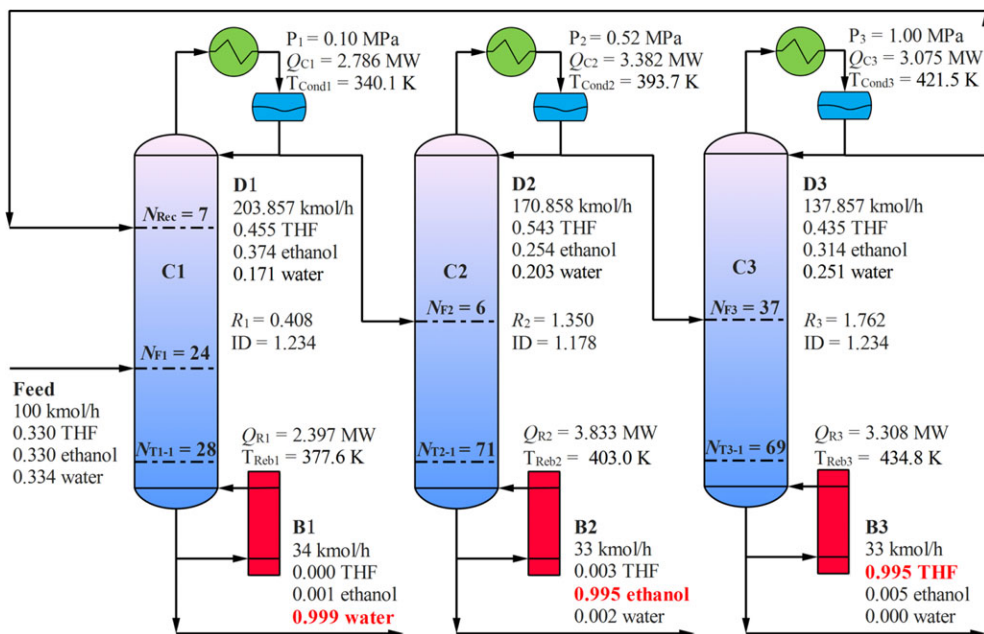 P1 = 0.10 MPa
QC1 = 2.786 MW
TCond1 = 340.1 K
P2 = 0.52 MPa
QC2 = 3.382 MW
TCond2 = 393.7 K
P3 = 1.00 MPa
QC3 = 3.075 MW
TCond3 = 421.5 K
NRec = 7
C1
NF1 = 24
NT1-1 = 28
D1
203.857 kmol/h
0.455 THF
0.374 ethanol
0.171 water
R1 = 0.408
ID = 1.234
C2
NF2 = 6
NT2-1 = 71
D2
170.858 kmol/h
0.543 THF
0.254 ethanol
0.203 water
R2 = 1.350
ID = 1.178
C3
NF3 = 37
NT3-1 = 69
D3
137.857 kmol/h
0.435 THF
0.314 ethanol
0.251 water
R3 = 1.762
ID = 1.234
Feed
100 kmol/h
0.330 THF
0.330 ethanol
0.334 water
QR1 = 2.397 MW
TReb1 = 377.6 K
QR2 = 3.833 MW
TReb2 = 403.0 K
QR3 = 3.308 MW
TReb3 = 434.8 K
B1
34 kmol/h
0.000 THF
0.001 ethanol
0.999 water
B2
33 kmol/h
0.003 THF
0.995 ethanol
0.002 water
B3
33 kmol/h
0.995 THF
0.005 ethanol
0.000 water